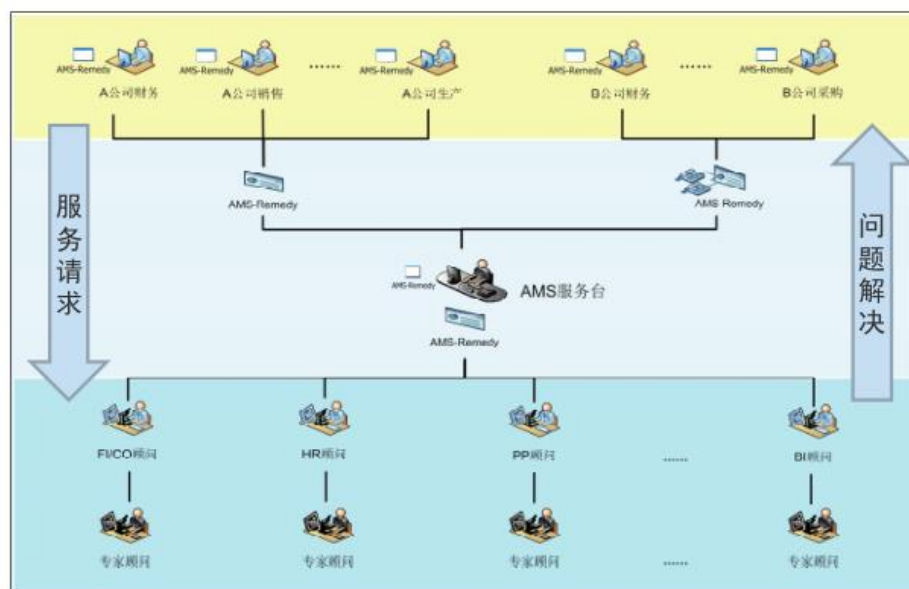 AMS-Remedy
AMS-Remedy
......
AMS-Remedy
AMS-Remedy
......
AMS-Remedy
A公司财务
A公司销售
A公司生产
B公司财务
B公司采购
服务请求
问题解决
AMS-Remedy
AMS Remedy
AMS-Remedy
AMS服务台
AMS-Remedy
FI/CO顾问
HR顾问
PP顾问
......
BI顾问
专家顾问
专家顾问
专家顾问
......
专家顾问